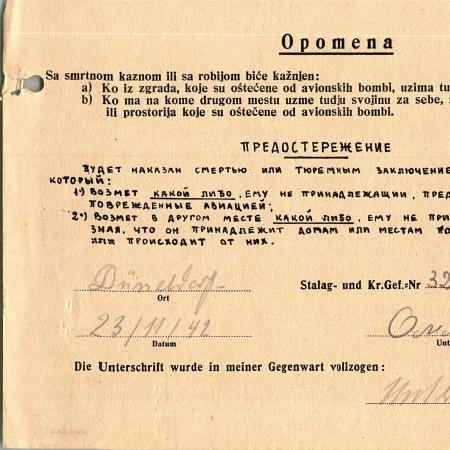 Opomena
Sa smrtnom kaznom ili sa robijom biće kažnjen:
a) Ko iz zgrada, koje su oštećene od avionskih bombi, uzima tu
b) Ko ma na kome drugom mestu uzme tudju svojinu za sebe,
ili prostorija koje su oštećene od avionskih bombi.
ПРЕДОСТЕРЕЖЕНИЕ
БУДЕТ НАКАЗАН СМЕРТЬЮ ИЛИ ТЮРЕМНЫМ ЗАКЛЮЧЕНИЕ
КОТОРЫЙ:
1) ВОЗМЕТ КАКОЙ ЛИБО, ЕМУ НЕ ПРИНАДЛЕЖАЩИЙ, ПРЕД
ПОВРЕЖДЕННЫЕ АВИАЦИЕЙ;
2) ВОЗМЕТ В ДРУГОМ МЕСТЕ КАКОЙ ЛИБО, ЕМУ НЕ ПРИ
ЗНАЯ, ЧТО ОН ПРИНАДЛЕЖИТ ДОМАМ ИЛИ МЕСТАМ ПО
ИЛИ ПРОИСХОДИТ ОТ НИХ.
Stalag- und Kr.Gef.-Nr 32
Ort
23/11/42
Datum
Unt
Die Unterschrift wurde in meiner Gegenwart vollzogen: